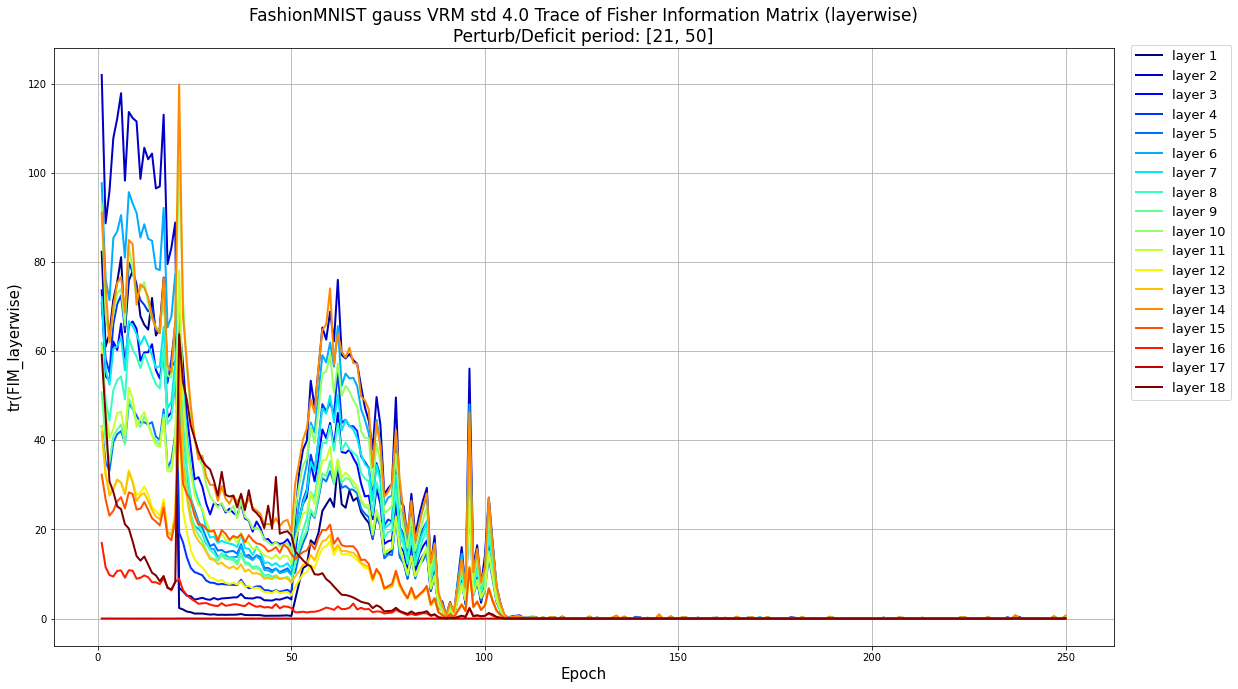 FashionMNIST gauss VRM std 4.0 Trace of Fisher Information Matrix (layerwise)
Perturb/Deficit period: [21, 50]
tr(FIM_layerwise)
120
100
80
60
40
20
0
0
50
100
150
200
250
Epoch
layer 1
layer 2
layer 3
layer 4
layer 5
layer 6
layer 7
layer 8
layer 9
layer 10
layer 11
layer 12
layer 13
layer 14
layer 15
layer 16
layer 17
layer 18